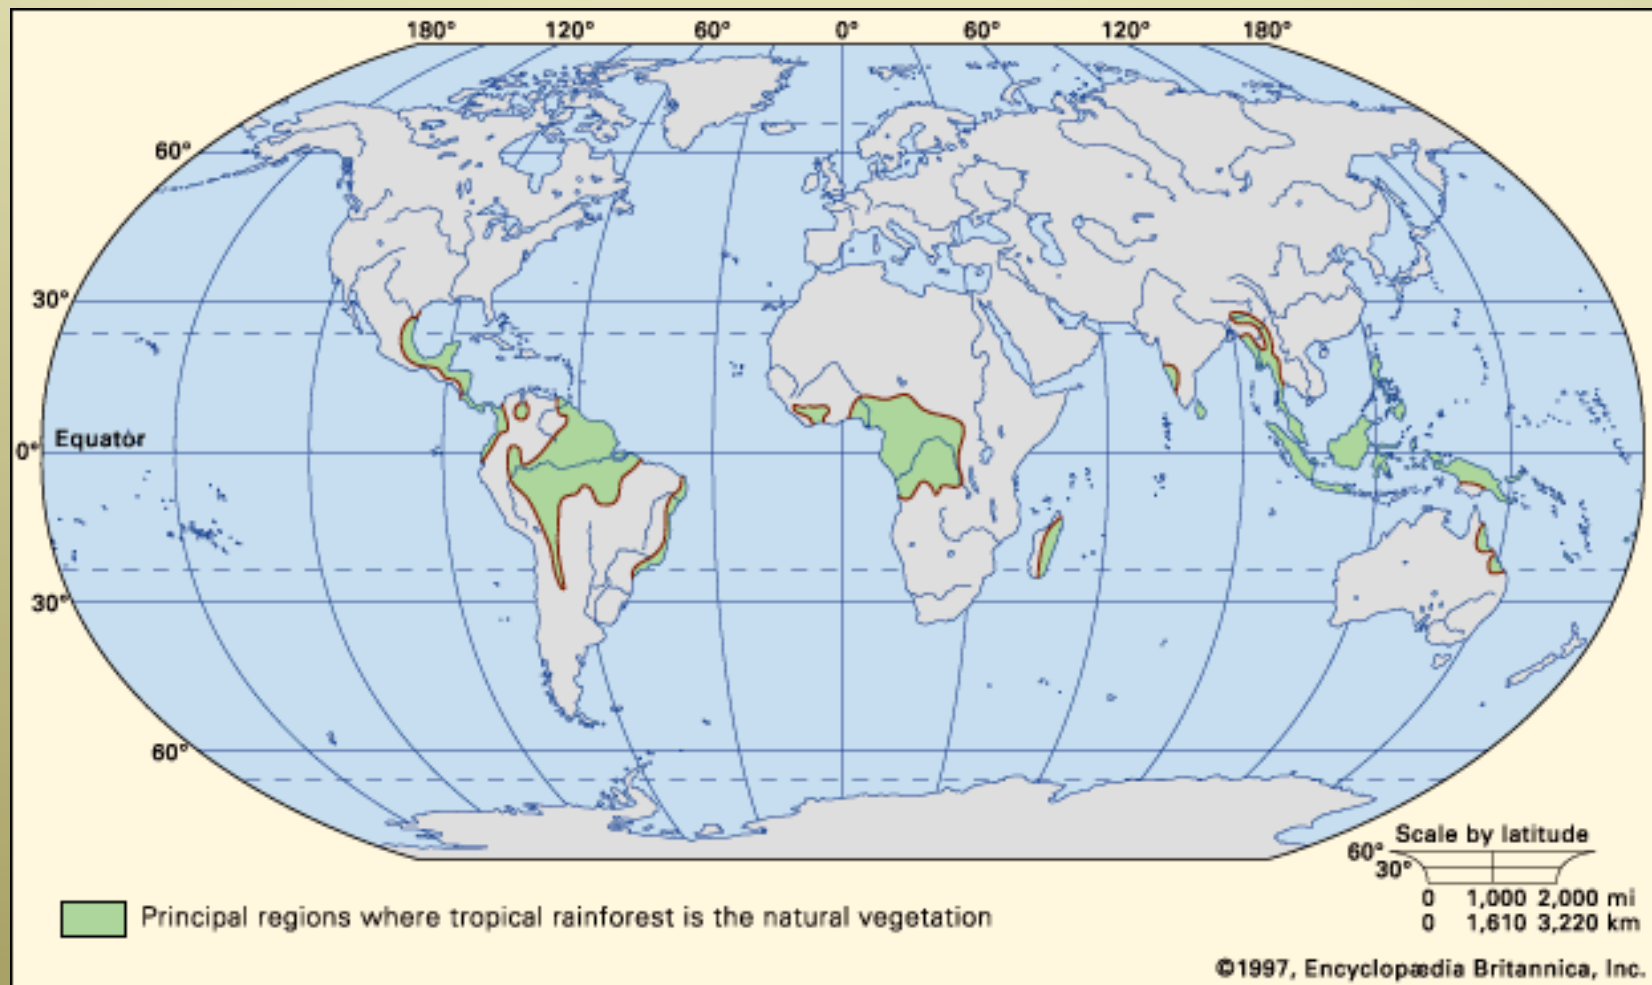 180° 120° 60° 0° 60° 120° 180°
60°
30°
Equator
0°
30°
60°
Scale by latitude
60°
30°
0 1,000 2,000 mi
0 1,610 3,220 km
Principal regions where tropical rainforest is the natural vegetation
©1997, Encyclopædia Britannica, Inc.